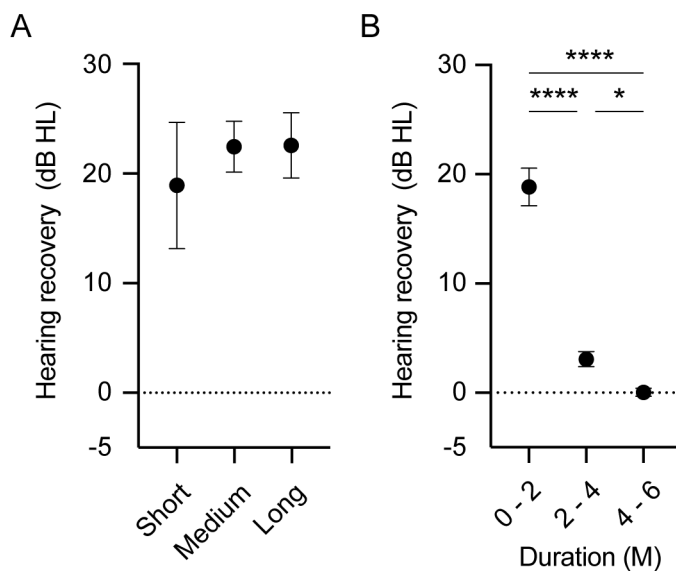 A
Hearing recovery (dB HL)
30
20
10
0
-5
Short
Medium
Long
B
Hearing recovery (dB HL)
30
20
10
0
-5
****
**** *
0 - 2
2 - 4
4 - 6
Duration (M)